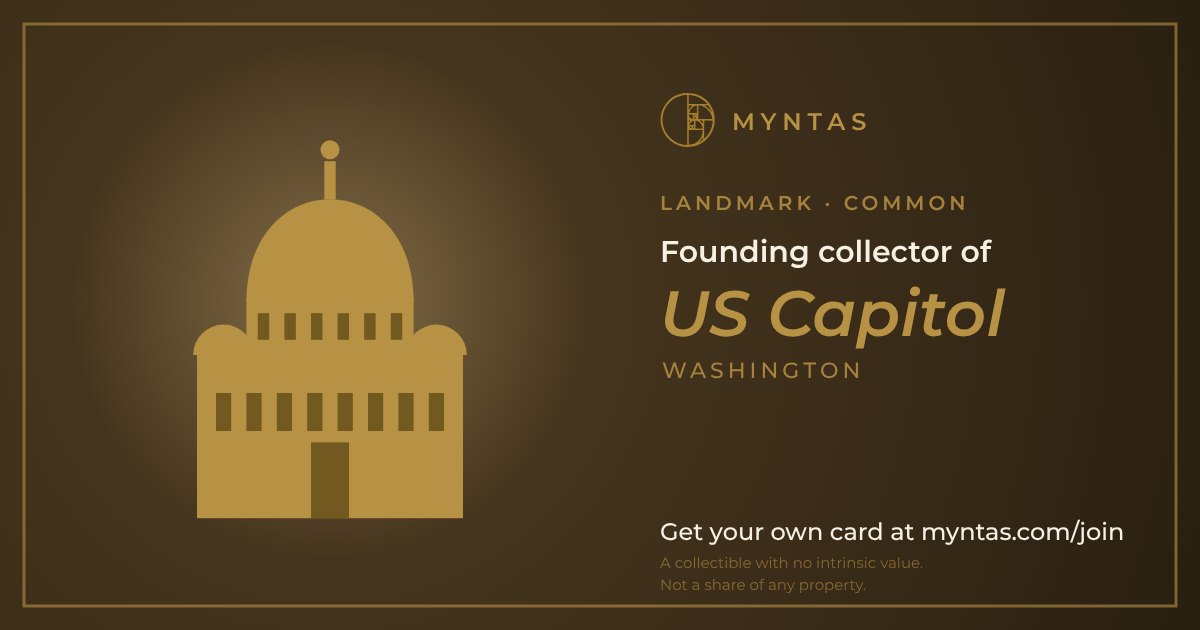 MYNTAS
LANDMARK · COMMON
Founding collector of
US Capitol
WASHINGTON
Get your own card at myntas.com/join
A collectible with no intrinsic value.
Not a share of any property.